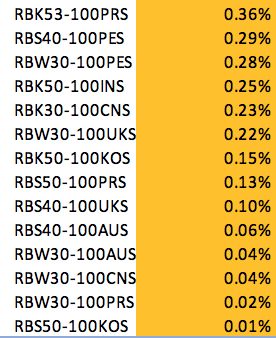 RBK53-100PRS 0.36%
RBS40-100PES 0.29%
RBW30-100PES 0.28%
RBK50-100INS 0.25%
RBK30-100CNS 0.23%
RBW30-100UKS 0.22%
RBK50-100KOS 0.15%
RBS50-100PRS 0.13%
RBS40-100UKS 0.10%
RBS40-100AUS 0.06%
RBW30-100AUS 0.04%
RBW30-100CNS 0.04%
RBW30-100PRS 0.02%
RBS50-100KOS 0.01%